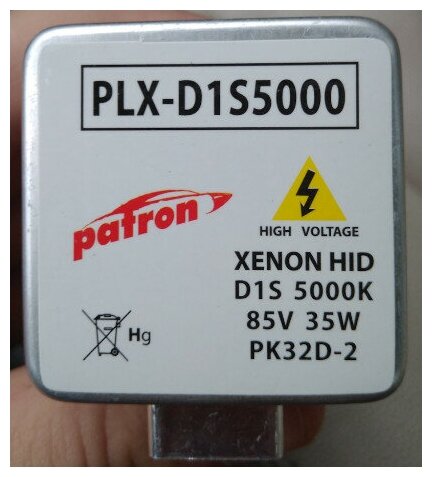 PLX-D1S5000
patron
HIGH VOLTAGE
XENON HID
D1S 5000K
85V 35W
PK32D-2
Hg